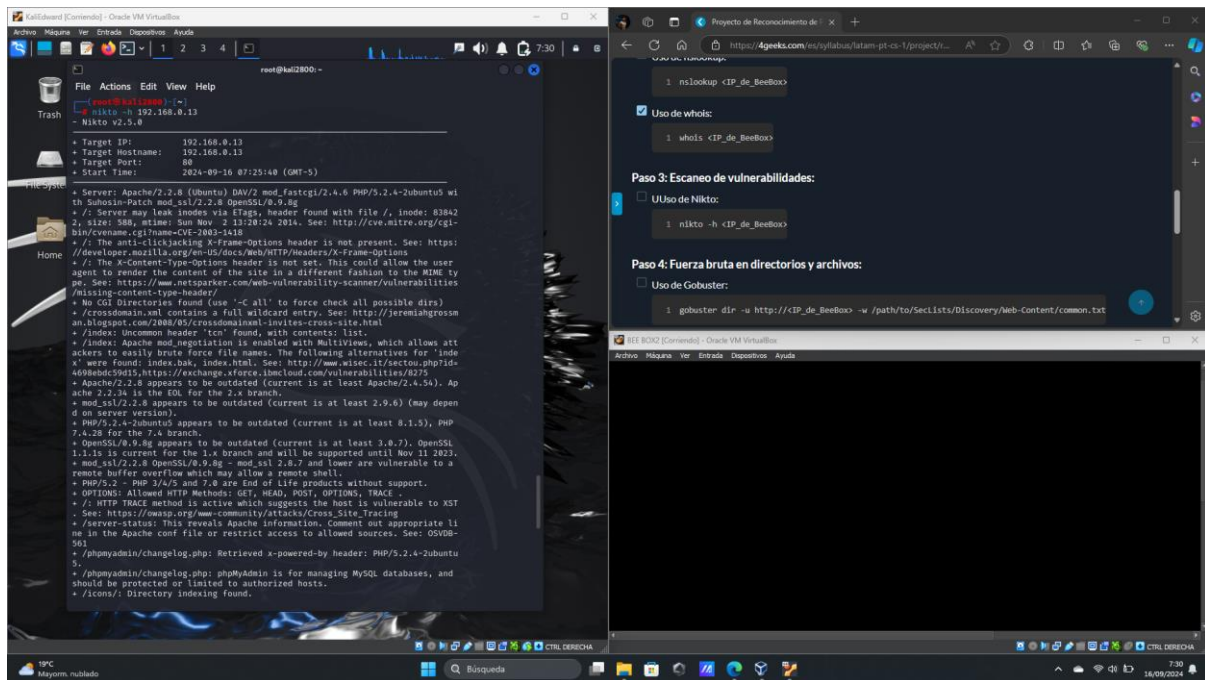 KaliEdward [Corriendo] - Oracle VM VirtualBox
Archivo Máquina Ver Entrada Dispositivos Ayuda
1 2 3 4
7:30
Trash
File Syste
Home
root@kali2800: ~
File Actions Edit View Help
(root㉿kali2800)-[~]
# nikto -h 192.168.0.13
- Nikto v2.5.0
+ Target IP: 192.168.0.13
+ Target Hostname: 192.168.0.13
+ Target Port: 80
+ Start Time: 2024-09-16 07:25:40 (GMT-5)
+ Server: Apache/2.2.8 (Ubuntu) DAV/2 mod_fastcgi/2.4.6 PHP/5.2.4-2ubuntu5 wi
th Suhosin-Patch mod_ssl/2.2.8 OpenSSL/0.9.8g
+ /: Server may leak inodes via ETags, header found with file /, inode: 83842
2, size: 588, mtime: Sun Nov  2 13:20:24 2014. See: http://cve.mitre.org/cgi-
bin/cvename.cgi?name=CVE-2003-1418
+ /: The anti-clickjacking X-Frame-Options header is not present. See: https:
//developer.mozilla.org/en-US/docs/Web/HTTP/Headers/X-Frame-Options
+ /: The X-Content-Type-Options header is not set. This could allow the user
agent to render the content of the site in a different fashion to the MIME ty
pe. See: https://www.netsparker.com/web-vulnerability-scanner/vulnerabilities
/missing-content-type-header/
+ No CGI Directories found (use '-C all' to force check all possible dirs)
+ /crossdomain.xml contains a full wildcard entry. See: http://jeremiahgrossm
an.blogspot.com/2008/05/crossdomainxml-invites-cross-site.html
+ /index: Uncommon header 'tcn' found, with contents: list.
+ /index: Apache mod_negotiation is enabled with MultiViews, which allows att
ackers to easily brute force file names. The following alternatives for 'inde
x' were found: index.bak, index.html. See: http://www.wisec.it/sectou.php?id=
4698ebdc59d15,https://exchange.xforce.ibmcloud.com/vulnerabilities/8275
+ Apache/2.2.8 appears to be outdated (current is at least Apache/2.4.54). Ap
ache 2.2.34 is the EOL for the 2.x branch.
+ mod_ssl/2.2.8 appears to be outdated (current is at least 2.9.6) (may depen
d on server version).
+ PHP/5.2.4-2ubuntu5 appears to be outdated (current is at least 8.1.5), PHP
7.4.28 for the 7.4 branch.
+ OpenSSL/0.9.8g appears to be outdated (current is at least 3.0.7). OpenSSL
1.1.1s is current for the 1.x branch and will be supported until Nov 11 2023.
+ mod_ssl/2.2.8 OpenSSL/0.9.8g - mod_ssl 2.8.7 and lower are vulnerable to a
remote buffer overflow which may allow a remote shell.
+ PHP/5.2 - PHP 3/4/5 and 7.0 are End of Life products without support.
+ OPTIONS: Allowed HTTP Methods: GET, HEAD, POST, OPTIONS, TRACE .
+ /: HTTP TRACE method is active which suggests the host is vulnerable to XST
. See: https://owasp.org/www-community/attacks/Cross_Site_Tracing
+ /server-status: This reveals Apache information. Comment out appropriate li
ne in the Apache conf file or restrict access to allowed sources. See: OSVDB-
561
+ /phpmyadmin/changelog.php: Retrieved x-powered-by header: PHP/5.2.4-2ubuntu
5.
+ /phpmyadmin/changelog.php: phpMyAdmin is for managing MySQL databases, and
should be protected or limited to authorized hosts.
+ /icons/: Directory indexing found.
CTRL DERECHA
Proyecto de Reconocimiento de
https://4geeks.com/es/syllabus/latam-pt-cs-1/project/r...
Uso de nslookup:
1 nslookup <IP_de_BeeBox>
Uso de whois:
1 whois <IP_de_BeeBox>
Paso 3: Escaneo de vulnerabilidades:
UUso de Nikto:
1 nikto -h <IP_de_BeeBox>
Paso 4: Fuerza bruta en directorios y archivos:
Uso de Gobuster:
1 gobuster dir -u http://<IP_de_BeeBox> -w /path/to/SecLists/Discovery/Web-Content/common.txt
BEE BOX2 [Corriendo] - Oracle VM VirtualBox
Archivo Máquina Ver Entrada Dispositivos Ayuda
CTRL DERECHA
19°C
Mayorm. nublado
Búsqueda
7:30
16/09/2024